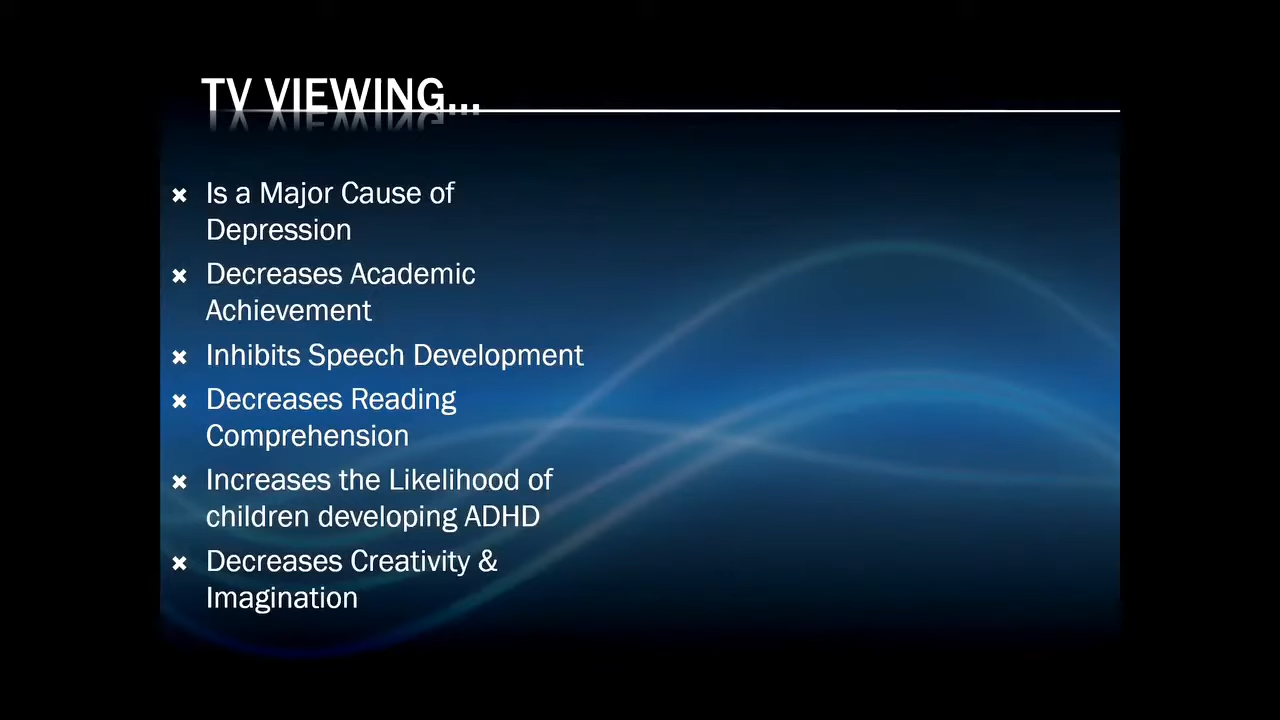 TV VIEWING...
Is a Major Cause of
Depression
Decreases Academic
Achievement
Inhibits Speech Development
Decreases Reading
Comprehension
Increases the Likelihood of
children developing ADHD
Decreases Creativity &
Imagination